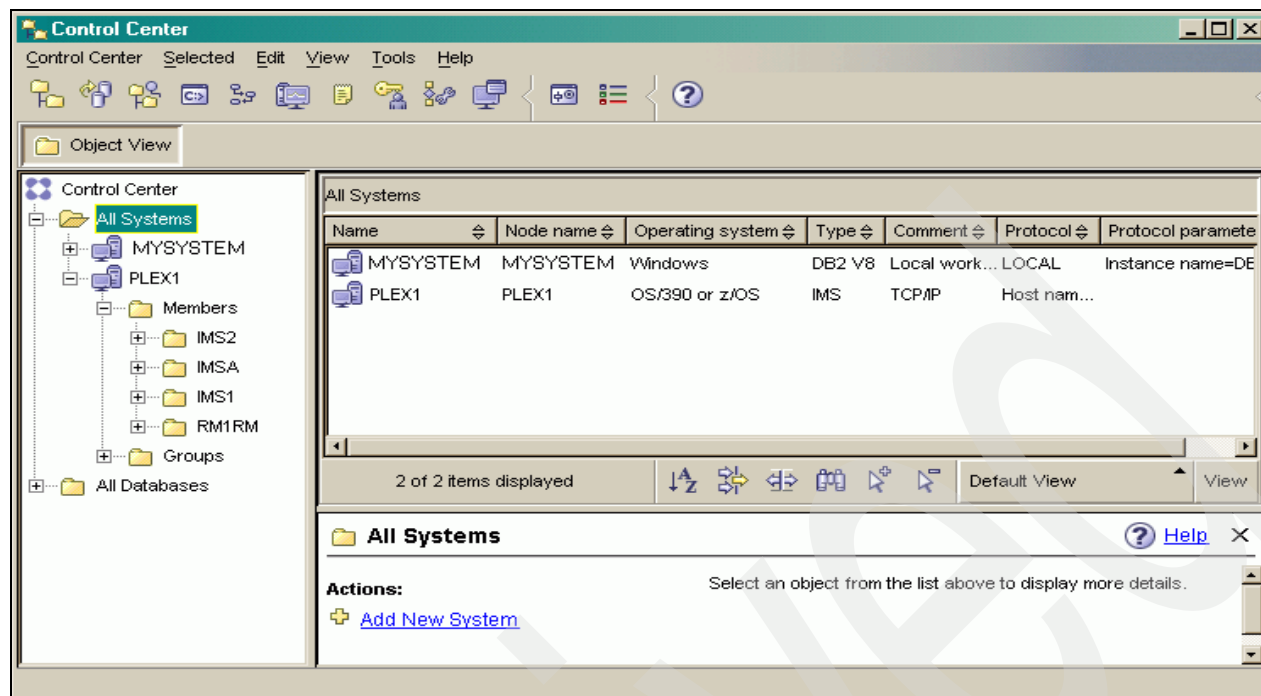 Control Center
Control Center Selected Edit View Tools Help
Object View
Control Center
All Systems
MYSYSTEM
PLEX1
Members
IMS2
IMSA
IMS1
RM1RM
Groups
All Databases
All Systems
Name Node name Operating system Type Comment Protocol Protocol paramete
MYSYSTEM MYSYSTEM Windows DB2 V8 Local work... LOCAL Instance name=DE
PLEX1 PLEX1 OS/390 or z/OS IMS TCP/IP Host nam...
2 of 2 items displayed Default View View
All Systems Help
Actions: Select an object from the list above to display more details.
Add New System